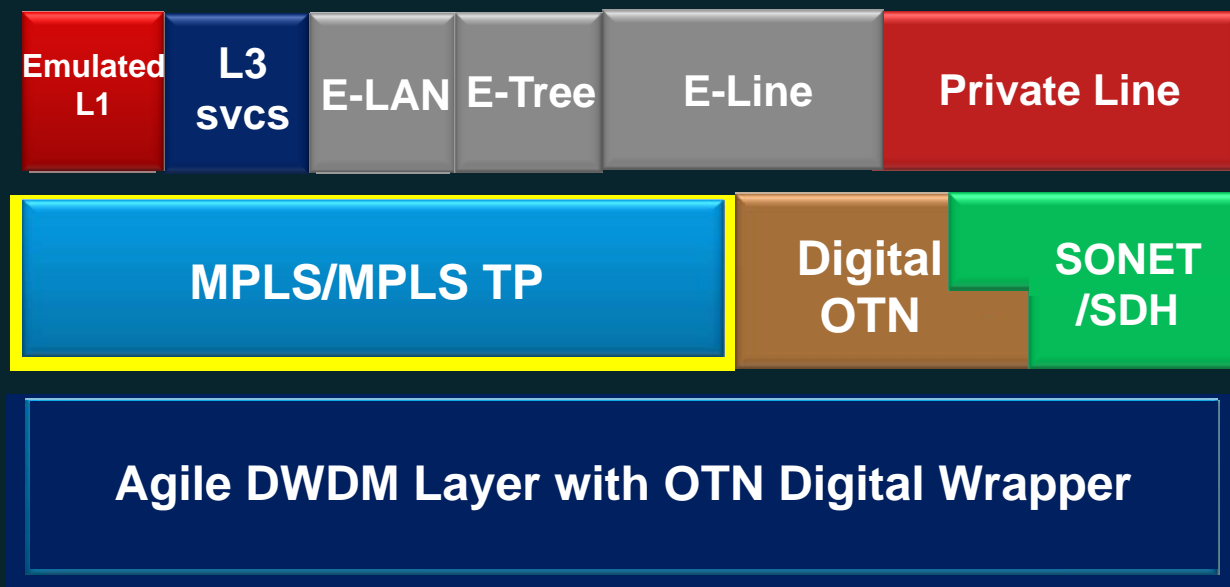 Emulated
L1
L3
svcs
E-LAN
E-Tree
E-Line
Private Line
MPLS/MPLS TP
Digital
OTN
SONET
/SDH
Agile DWDM Layer with OTN Digital Wrapper